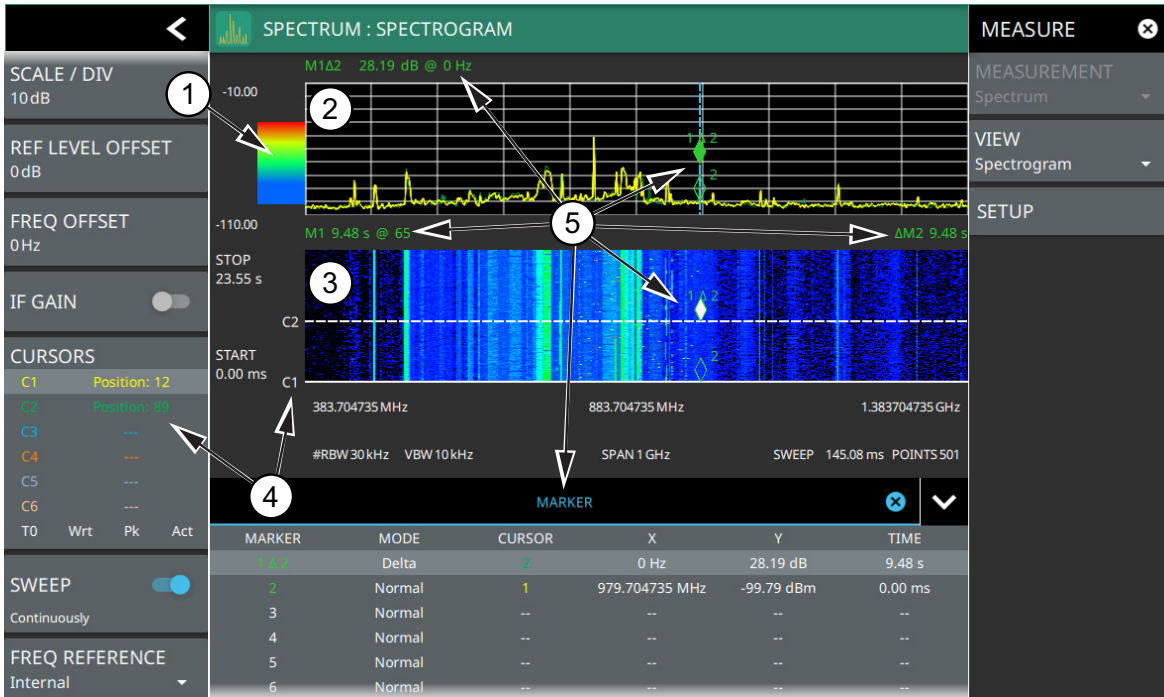 SPECTRUM : SPECTROGRAM
SCALE / DIV
10 dB
REF LEVEL OFFSET
0 dB
FREQ OFFSET
0 Hz
IF GAIN
CURSORS
C1 Position: 12
C2 Position: 89
C3 ---
C4 ---
C5 ---
C6 ---
T0 Wrt Pk Act
SWEEP
Continuously
FREQ REFERENCE
Internal
M1Δ2 28.19 dB @ 0 Hz
-10.00
1
2
1 Δ 2
2
-110.00
M1 9.48 s @ 65
5
ΔM2 9.48 s
STOP
23.55 s
3
1 Δ 2
C2
START
0.00 ms
2
C1
383.704735 MHz 883.704735 MHz 1.383704735 GHz
#RBW 30 kHz VBW 10 kHz SPAN 1 GHz SWEEP 145.08 ms POINTS 501
4
MARKER
MARKER MODE CURSOR X Y TIME
1 Δ 2 Delta 2 0 Hz 28.19 dB 9.48 s
2 Normal 1 979.704735 MHz -99.79 dBm 0.00 ms
3 Normal -- -- -- --
4 Normal -- -- -- --
5 Normal -- -- -- --
6 Normal -- -- -- --
MEASURE
MEASUREMENT
Spectrum
VIEW
Spectrogram
SETUP